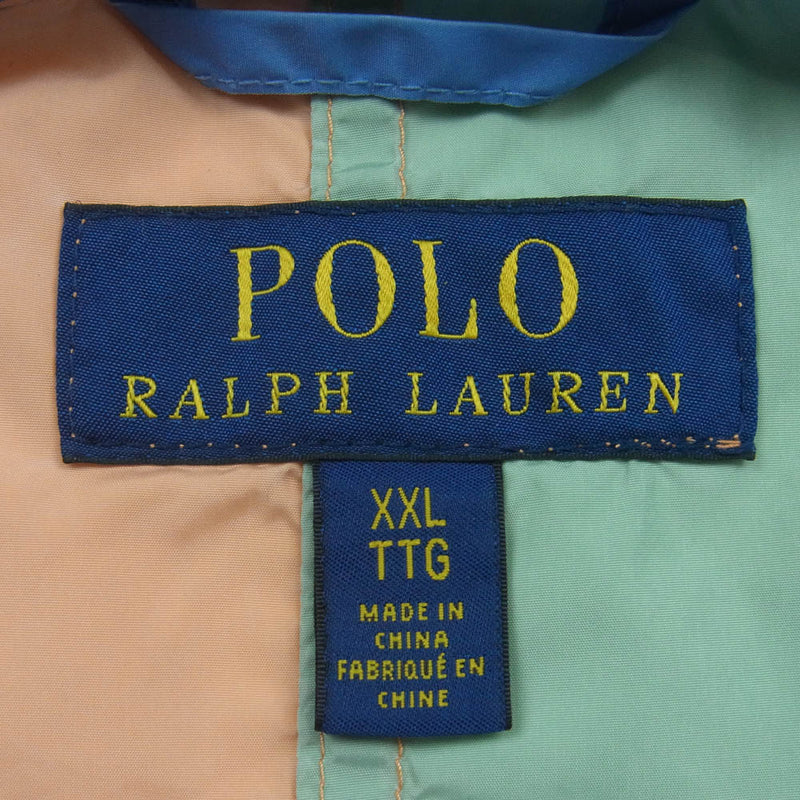 POLO
RALPH LAUREN
XXL
TTG
MADE IN
CHINA
FABRIQUÉ EN
CHINE